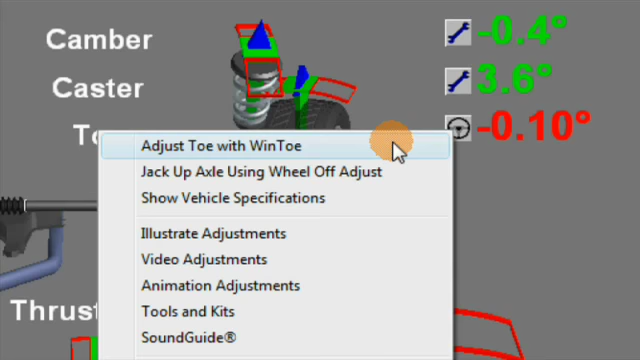 Camber -0.4°
Caster 3.6°
-0.10°
Adjust Toe with WinToe
Jack Up Axle Using Wheel Off Adjust
Show Vehicle Specifications
Illustrate Adjustments
Video Adjustments
Animation Adjustments
Tools and Kits
SoundGuide®